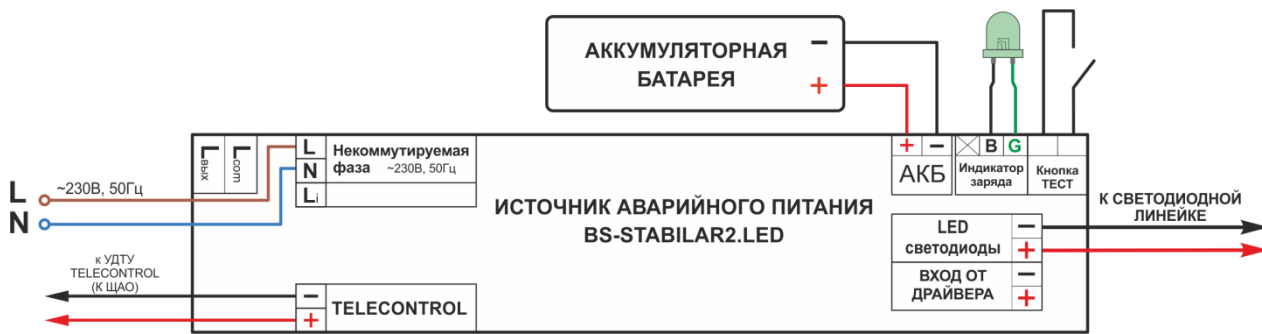 АККУМУЛЯТОРНАЯ
БАТАРЕЯ
−
+
L ~230В, 50Гц
N
Lвых
Lcom
L
N
Li
Некоммутируемая
фаза ~230В, 50Гц
+ −
АКБ
B G
Индикатор
заряда
Кнопка
ТЕСТ
ИСТОЧНИК АВАРИЙНОГО ПИТАНИЯ
BS-STABILAR2.LED
LED
светодиоды
−
+
ВХОД ОТ
ДРАЙВЕРА
−
+
К СВЕТОДИОДНОЙ
ЛИНЕЙКЕ
к УДТУ
TELECONTROL
(К ЩАО)
−
+
TELECONTROL